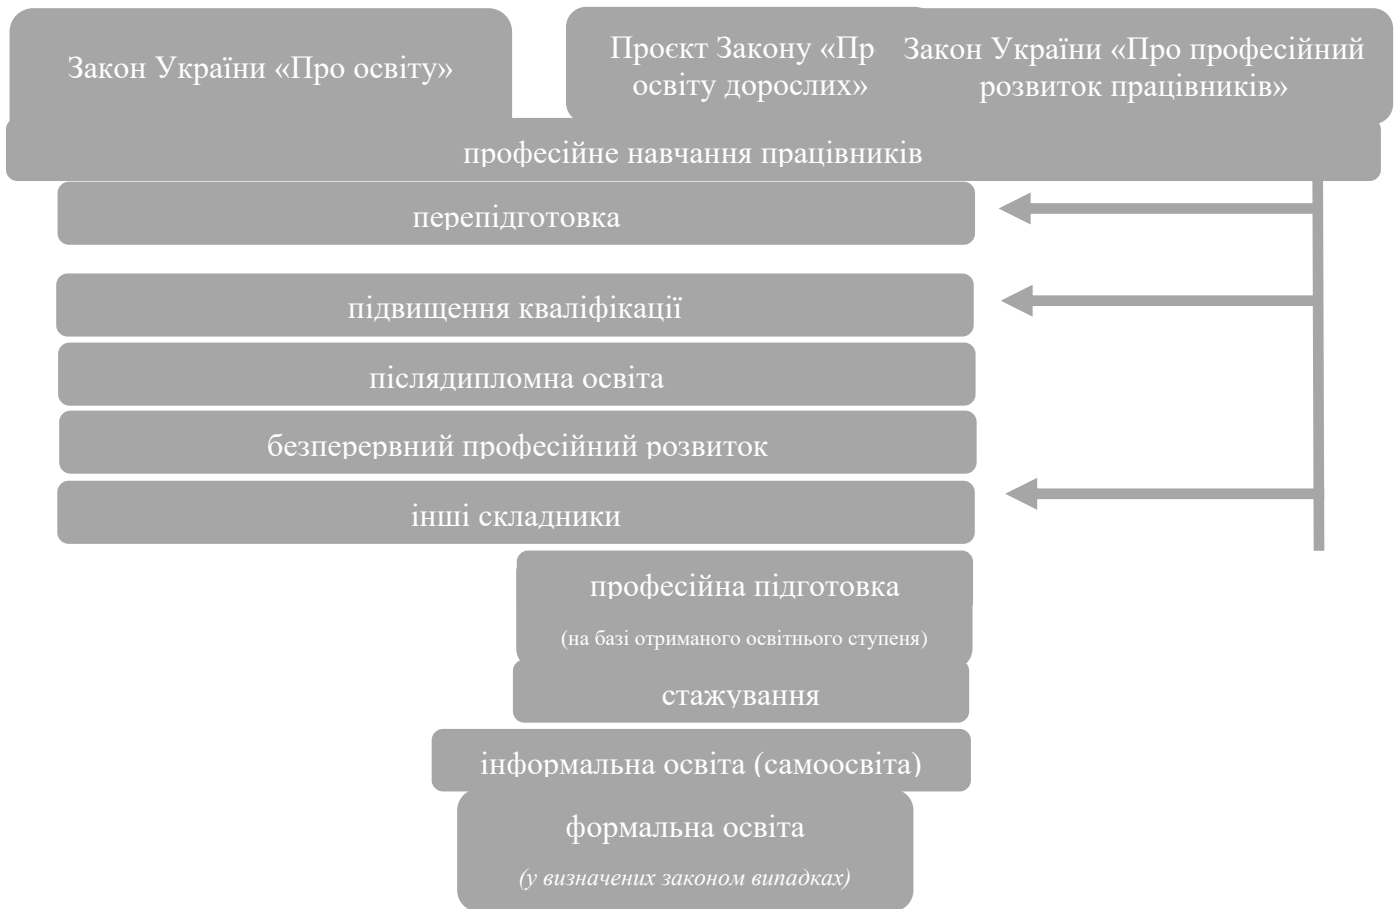 Закон України «Про освіту»
Проєкт Закону «Пр
освіту дорослих»
Закон України «Про професійний
розвиток працівників»
професійне навчання працівників
перепідготовка
підвищення кваліфікації
післядипломна освіта
безперервний професійний розвиток
інші складники
професійна підготовка
(на базі отриманого освітнього ступеня)
стажування
інформальна освіта (самоосвіта)
формальна освіта
(у визначених законом випадках)